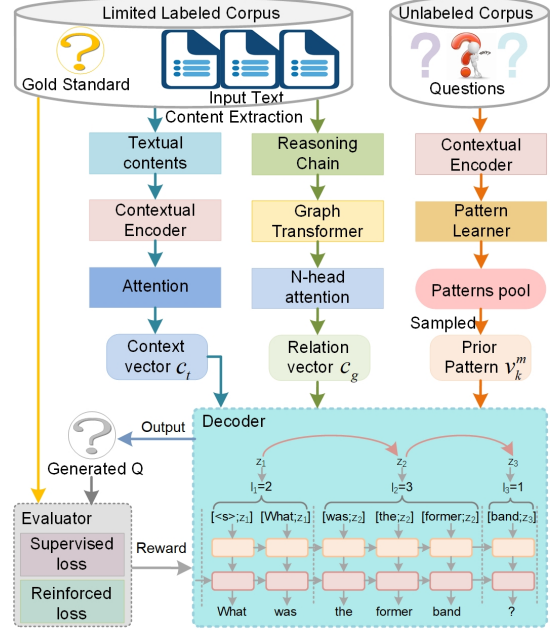 Limited Labeled Corpus
Unlabeled Corpus
?
? ? ?
Gold Standard
Input Text
Questions
Content Extraction
Textual
contents
Reasoning
Chain
Contextual
Encoder
Contextual
Encoder
Graph
Transformer
Pattern
Learner
Attention
N-head
attention
Patterns pool
Sampled
Context
vector c_t
Relation
vector c_g
Prior
Pattern v_k^m
Decoder
Output
?
Generated Q
z_1 z_2 z_3
l_1=2 l_2=3 l_3=1
[<s>;z_1] [What;z_1] [was;z_2] [the;z_2] [former;z_2] [band;z_3]
Evaluator
Supervised
loss
Reward
Reinforced
loss
What was the former band ?